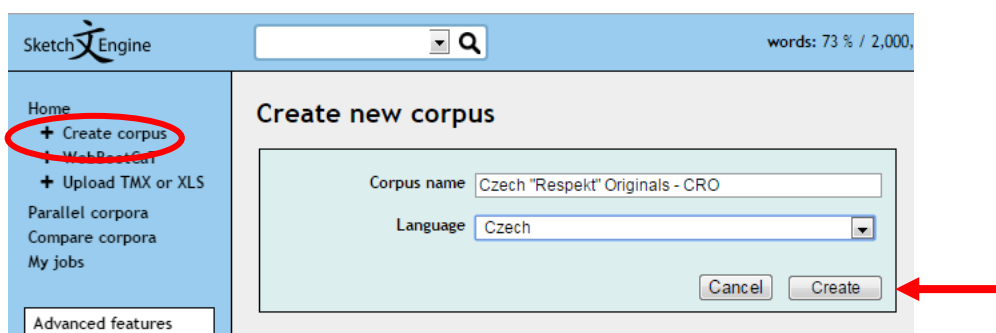 Sketch文Engine
words: 73 % / 2,000,
Home
+ Create corpus
+ WebBootCaT
+ Upload TMX or XLS
Parallel corpora
Compare corpora
My jobs
Advanced features
Create new corpus
Corpus name Czech "Respekt" Originals - CRO
Language Czech
Cancel Create